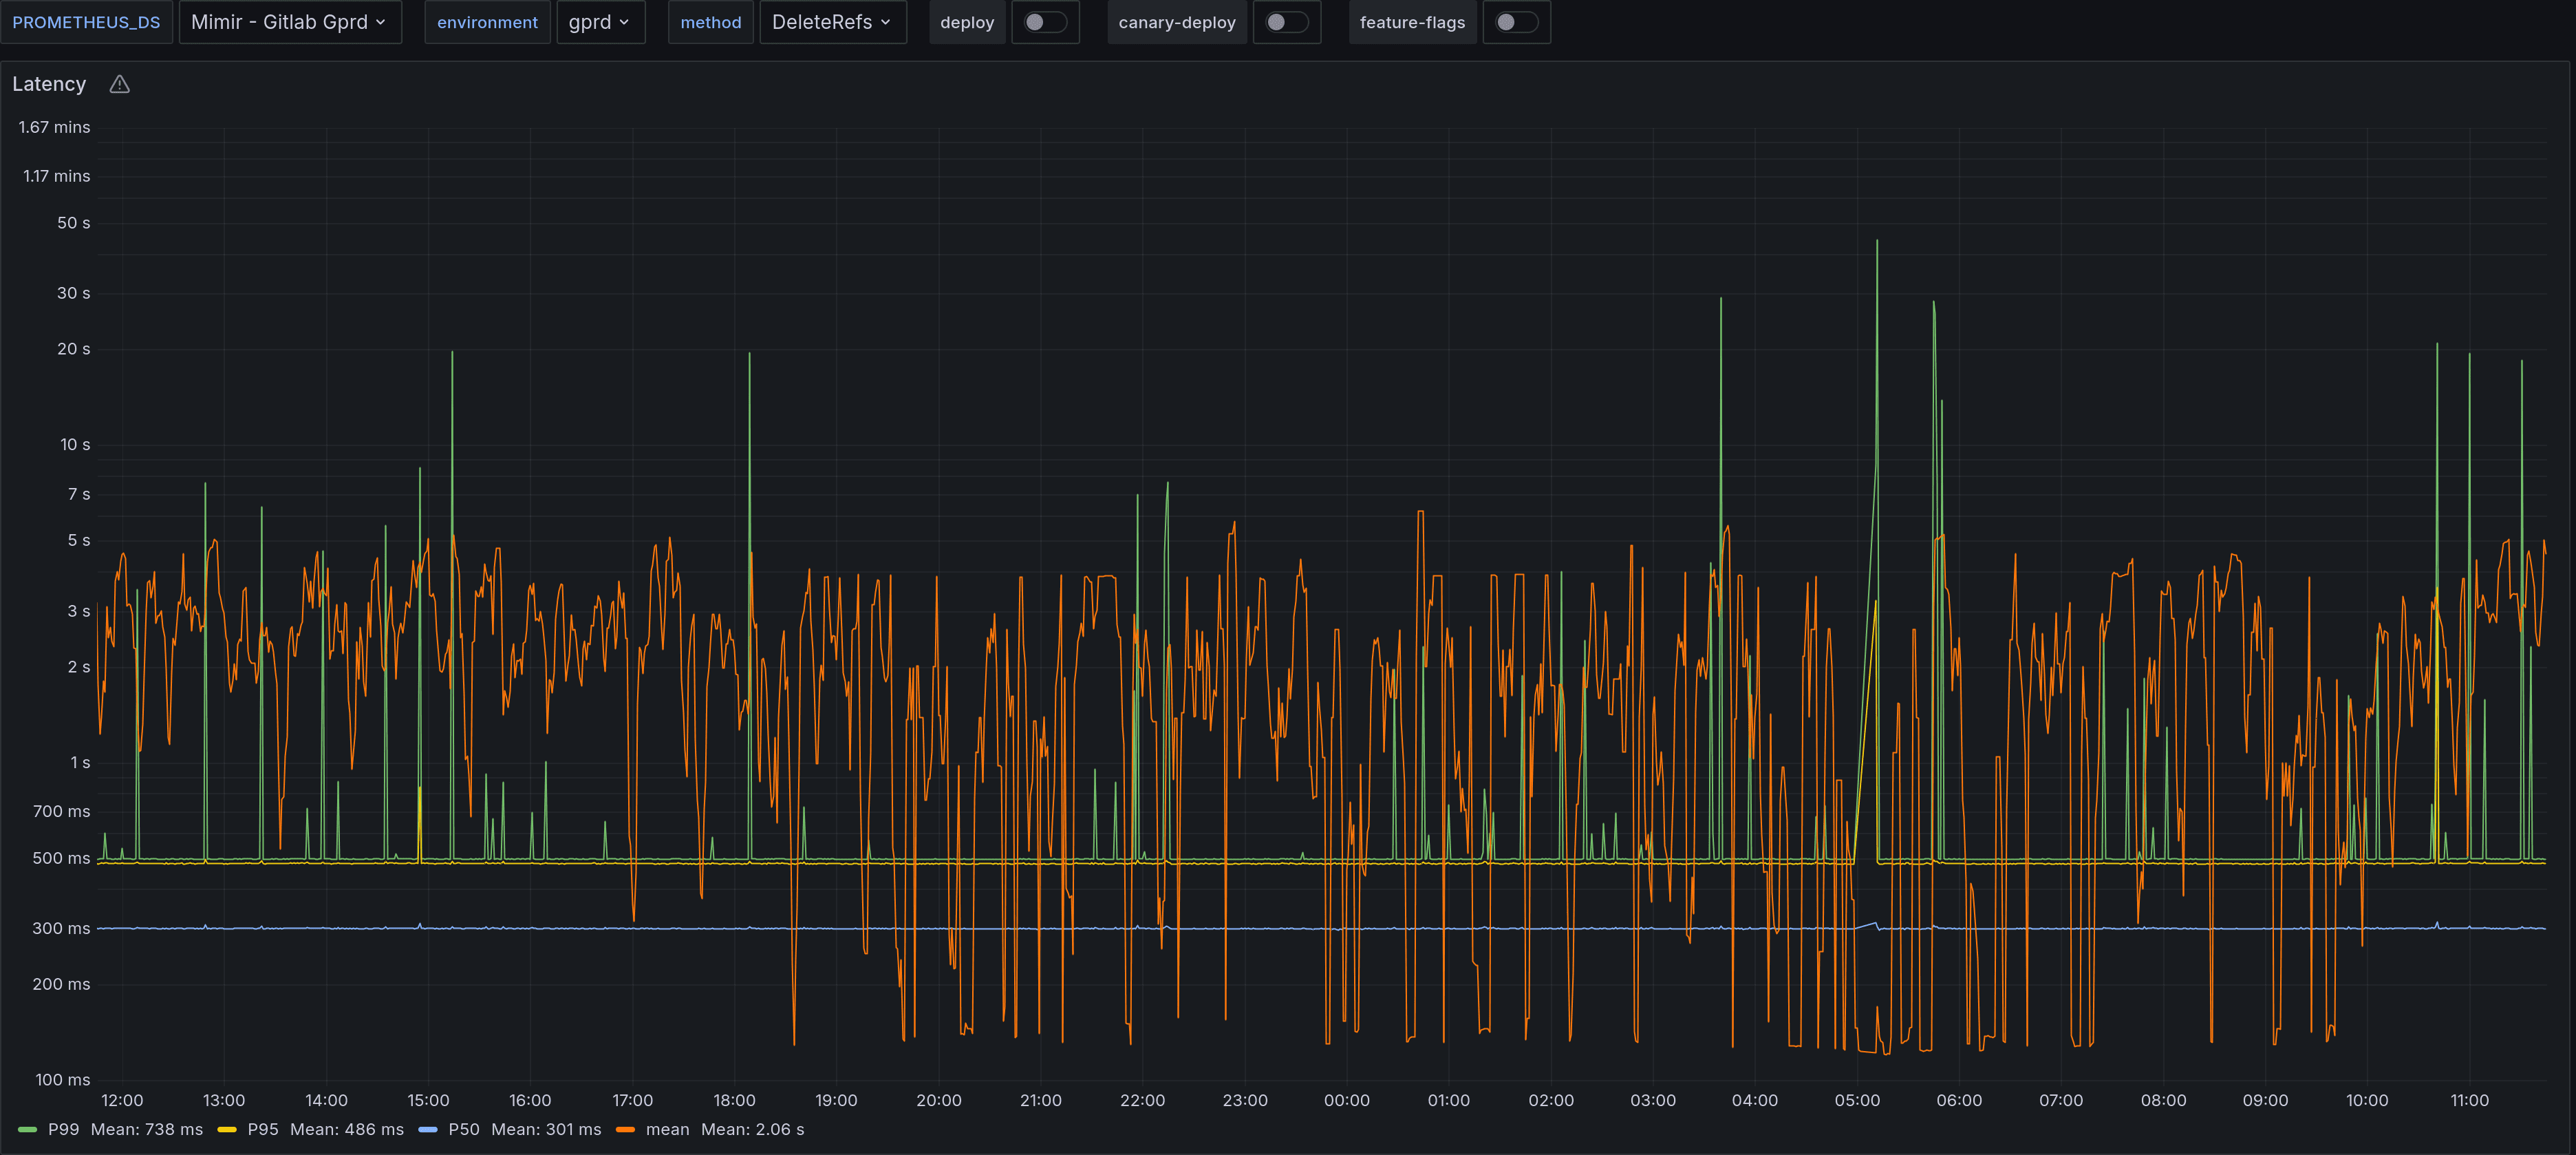 PROMETHEUS_DS Mimir - Gitlab Gprd environment gprd method DeleteRefs deploy canary-deploy feature-flags
Latency
1.67 mins
1.17 mins
50 s
30 s
20 s
10 s
7 s
5 s
3 s
2 s
1 s
700 ms
500 ms
300 ms
200 ms
100 ms
12:00 13:00 14:00 15:00 16:00 17:00 18:00 19:00 20:00 21:00 22:00 23:00 00:00 01:00 02:00 03:00 04:00 05:00 06:00 07:00 08:00 09:00 10:00 11:00
P99 Mean: 738 ms P95 Mean: 486 ms P50 Mean: 301 ms mean Mean: 2.06 s